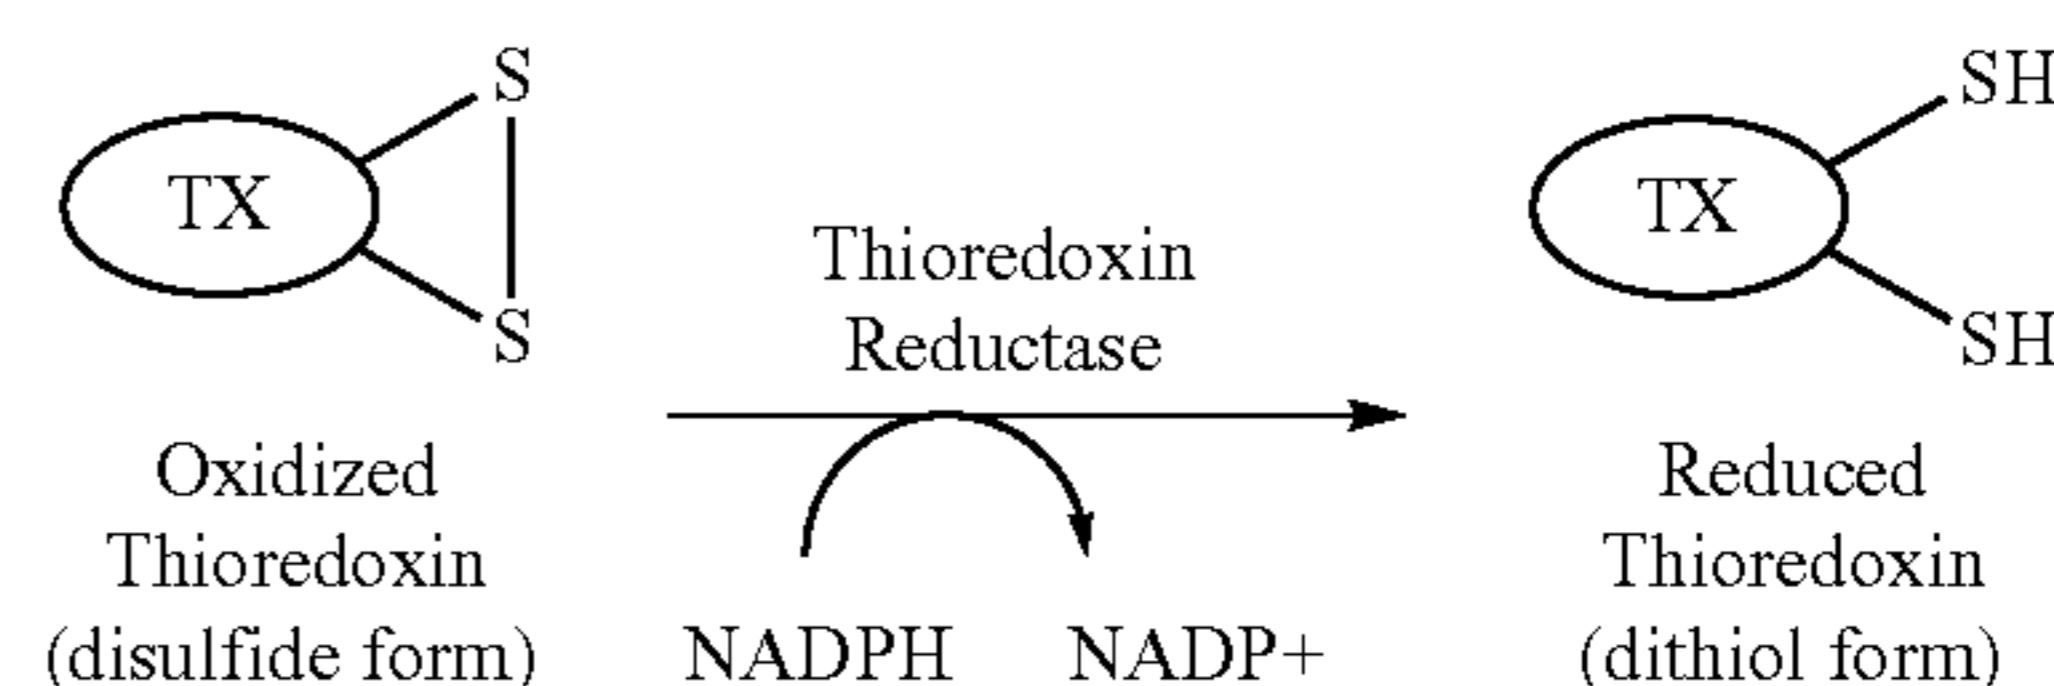 S
SH
TX
TX
Thioredoxin
Reductase
S
SH
Oxidized
Thioredoxin
(disulfide form)
NADPH
NADP+
Reduced
Thioredoxin
(dithiol form)